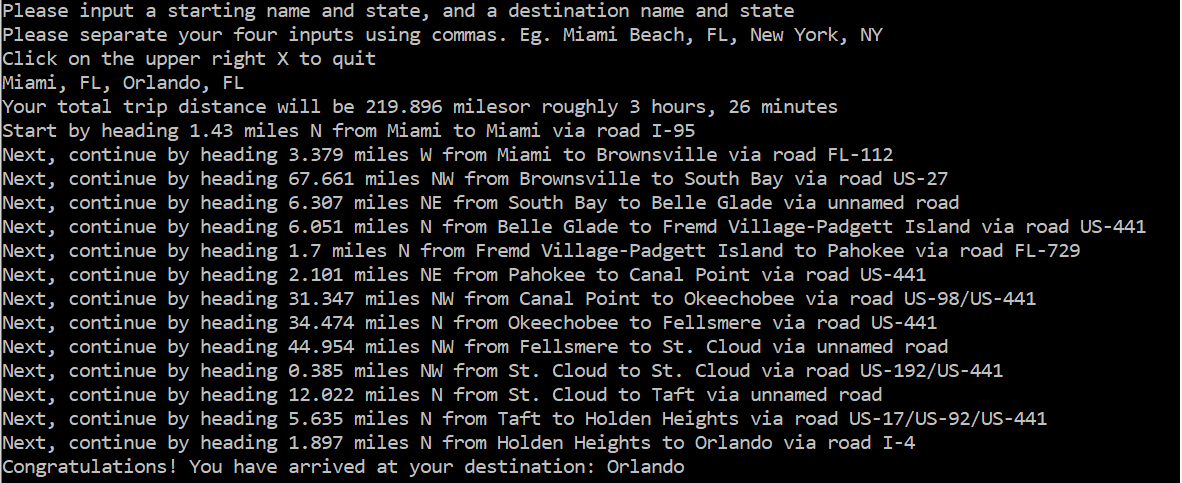 Please input a starting name and state, and a destination name and state
Please separate your four inputs using commas. Eg. Miami Beach, FL, New York, NY
Click on the upper right X to quit
Miami, FL, Orlando, FL
Your total trip distance will be 219.896 milesor roughly 3 hours, 26 minutes
Start by heading 1.43 miles N from Miami to Miami via road I-95
Next, continue by heading 3.379 miles W from Miami to Brownsville via road FL-112
Next, continue by heading 67.661 miles NW from Brownsville to South Bay via road US-27
Next, continue by heading 6.307 miles NE from South Bay to Belle Glade via unnamed road
Next, continue by heading 6.051 miles N from Belle Glade to Fremd Village-Padgett Island via road US-441
Next, continue by heading 1.7 miles N from Fremd Village-Padgett Island to Pahokee via road FL-729
Next, continue by heading 2.101 miles NE from Pahokee to Canal Point via road US-441
Next, continue by heading 31.347 miles NW from Canal Point to Okeechobee via road US-98/US-441
Next, continue by heading 34.474 miles N from Okeechobee to Fellsmere via road US-441
Next, continue by heading 44.954 miles NW from Fellsmere to St. Cloud via unnamed road
Next, continue by heading 0.385 miles NW from St. Cloud to St. Cloud via road US-192/US-441
Next, continue by heading 12.022 miles N from St. Cloud to Taft via unnamed road
Next, continue by heading 5.635 miles N from Taft to Holden Heights via road US-17/US-92/US-441
Next, continue by heading 1.897 miles N from Holden Heights to Orlando via road I-4
Congratulations! You have arrived at your destination: Orlando